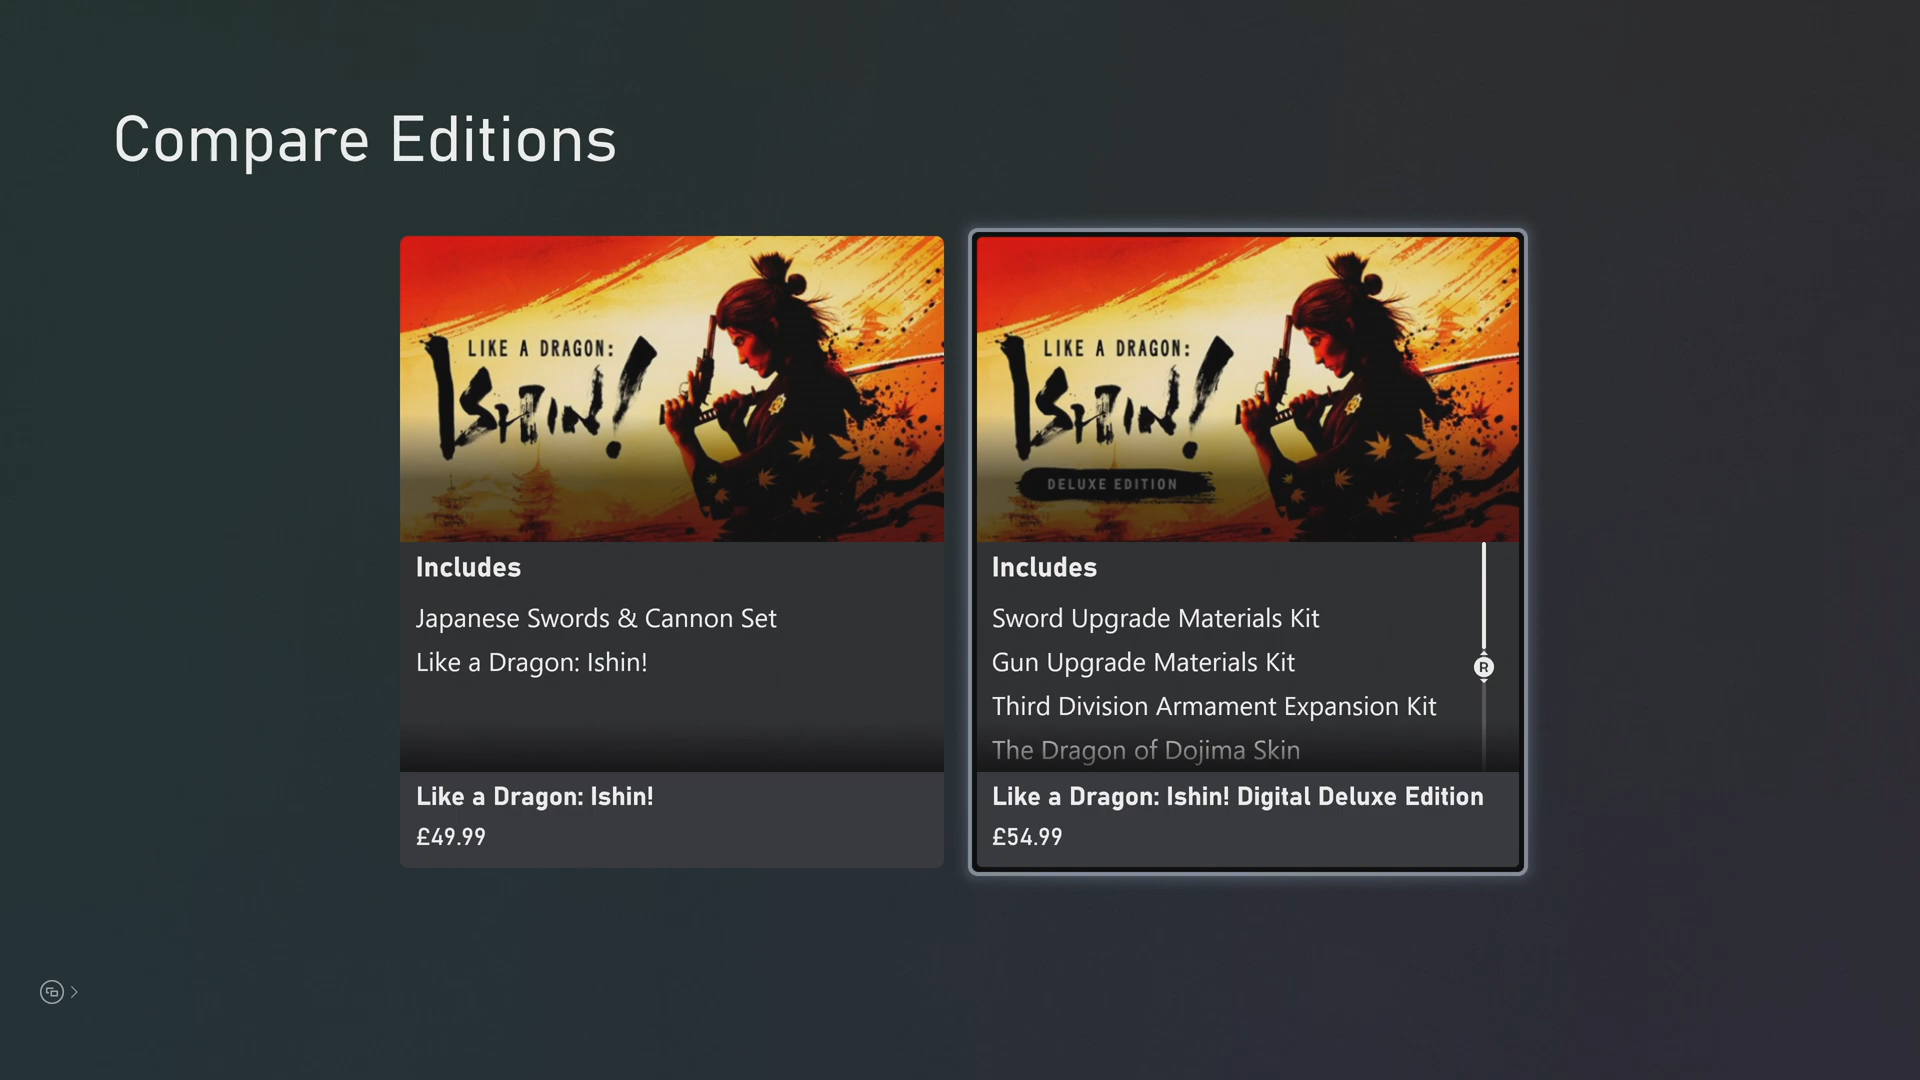 Compare Editions
LIKE A DRAGON:
ISHIN!
Includes
Japanese Swords & Cannon Set
Like a Dragon: Ishin!
Like a Dragon: Ishin!
£49.99
LIKE A DRAGON:
ISHIN!
DELUXE EDITION
Includes
Sword Upgrade Materials Kit
Gun Upgrade Materials Kit
Third Division Armament Expansion Kit
The Dragon of Dojima Skin
R
Like a Dragon: Ishin! Digital Deluxe Edition
£54.99